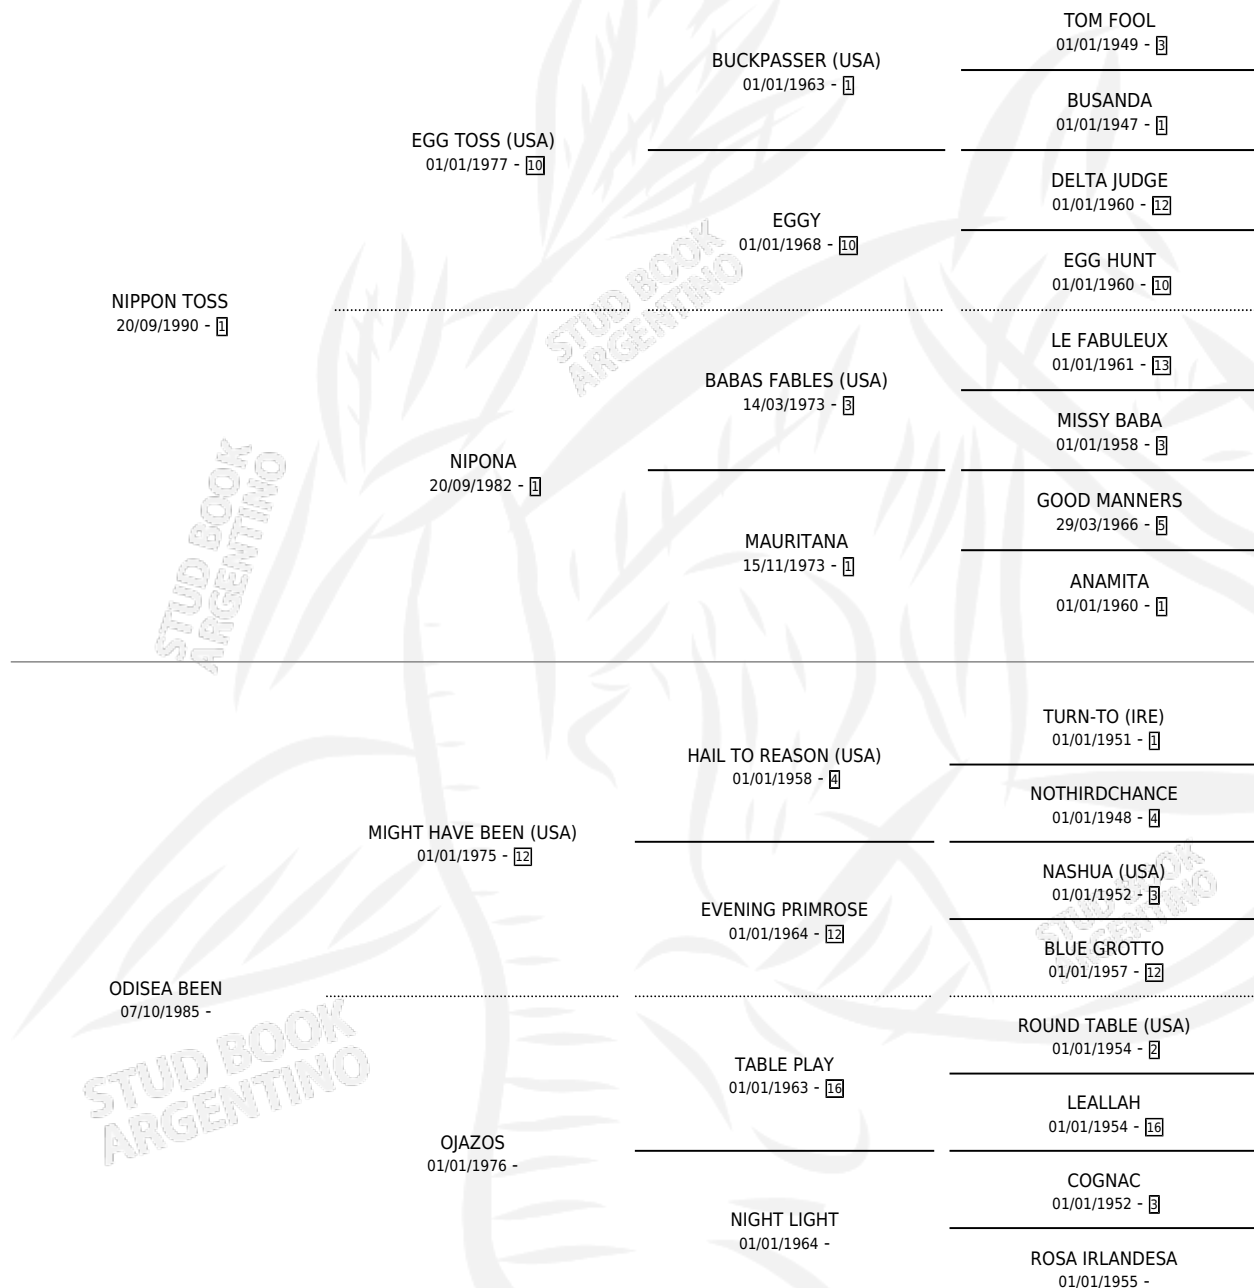 TOM FOOL
01/01/1949 - 3
BUCKPASSER (USA)
01/01/1963 - 1
BUSANDA
01/01/1947 - 1
EGG TOSS (USA)
01/01/1977 - 10
DELTA JUDGE
01/01/1960 - 12
EGGY
01/01/1968 - 10
EGG HUNT
01/01/1960 - 10
NIPPON TOSS
20/09/1990 - 1
STUD BOOK
ARGENTINO
LE FABULEUX
01/01/1961 - 13
BABAS FABLES (USA)
14/03/1973 - 3
MISSY BABA
01/01/1958 - 3
NIPONA
20/09/1982 - 1
GOOD MANNERS
29/03/1966 - 5
MAURITANA
15/11/1973 - 1
ANAMITA
01/01/1960 - 1
STUD BOOK
ARGENTINO
TURN-TO (IRE)
01/01/1951 - 1
HAIL TO REASON (USA)
01/01/1958 - 4
NOTHIRDCHANCE
01/01/1948 - 4
MIGHT HAVE BEEN (USA)
01/01/1975 - 12
NASHUA (USA)
01/01/1952 - 3
EVENING PRIMROSE
01/01/1964 - 12
STUD BOOK
ARGENTINO
BLUE GROTTO
01/01/1957 - 12
ODISEA BEEN
07/10/1985 -
ROUND TABLE (USA)
01/01/1954 - 2
STUD BOOK
ARGENTINO
TABLE PLAY
01/01/1963 - 16
LEALLAH
01/01/1954 - 16
OJAZOS
01/01/1976 -
COGNAC
01/01/1952 - 3
NIGHT LIGHT
01/01/1964 -
ROSA IRLANDESA
01/01/1955 -